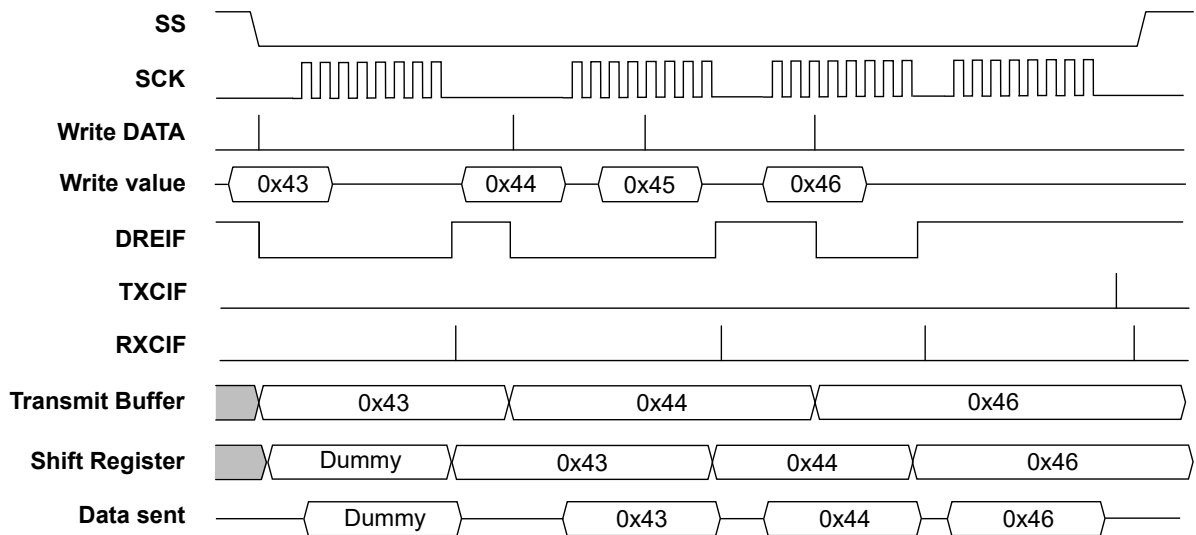 SS
SCK
Write DATA
Write value 0x43 0x44 0x45 0x46
DREIF
TXCIF
RXCIF
Transmit Buffer 0x43 0x44 0x46
Shift Register Dummy 0x43 0x44 0x46
Data sent Dummy 0x43 0x44 0x46